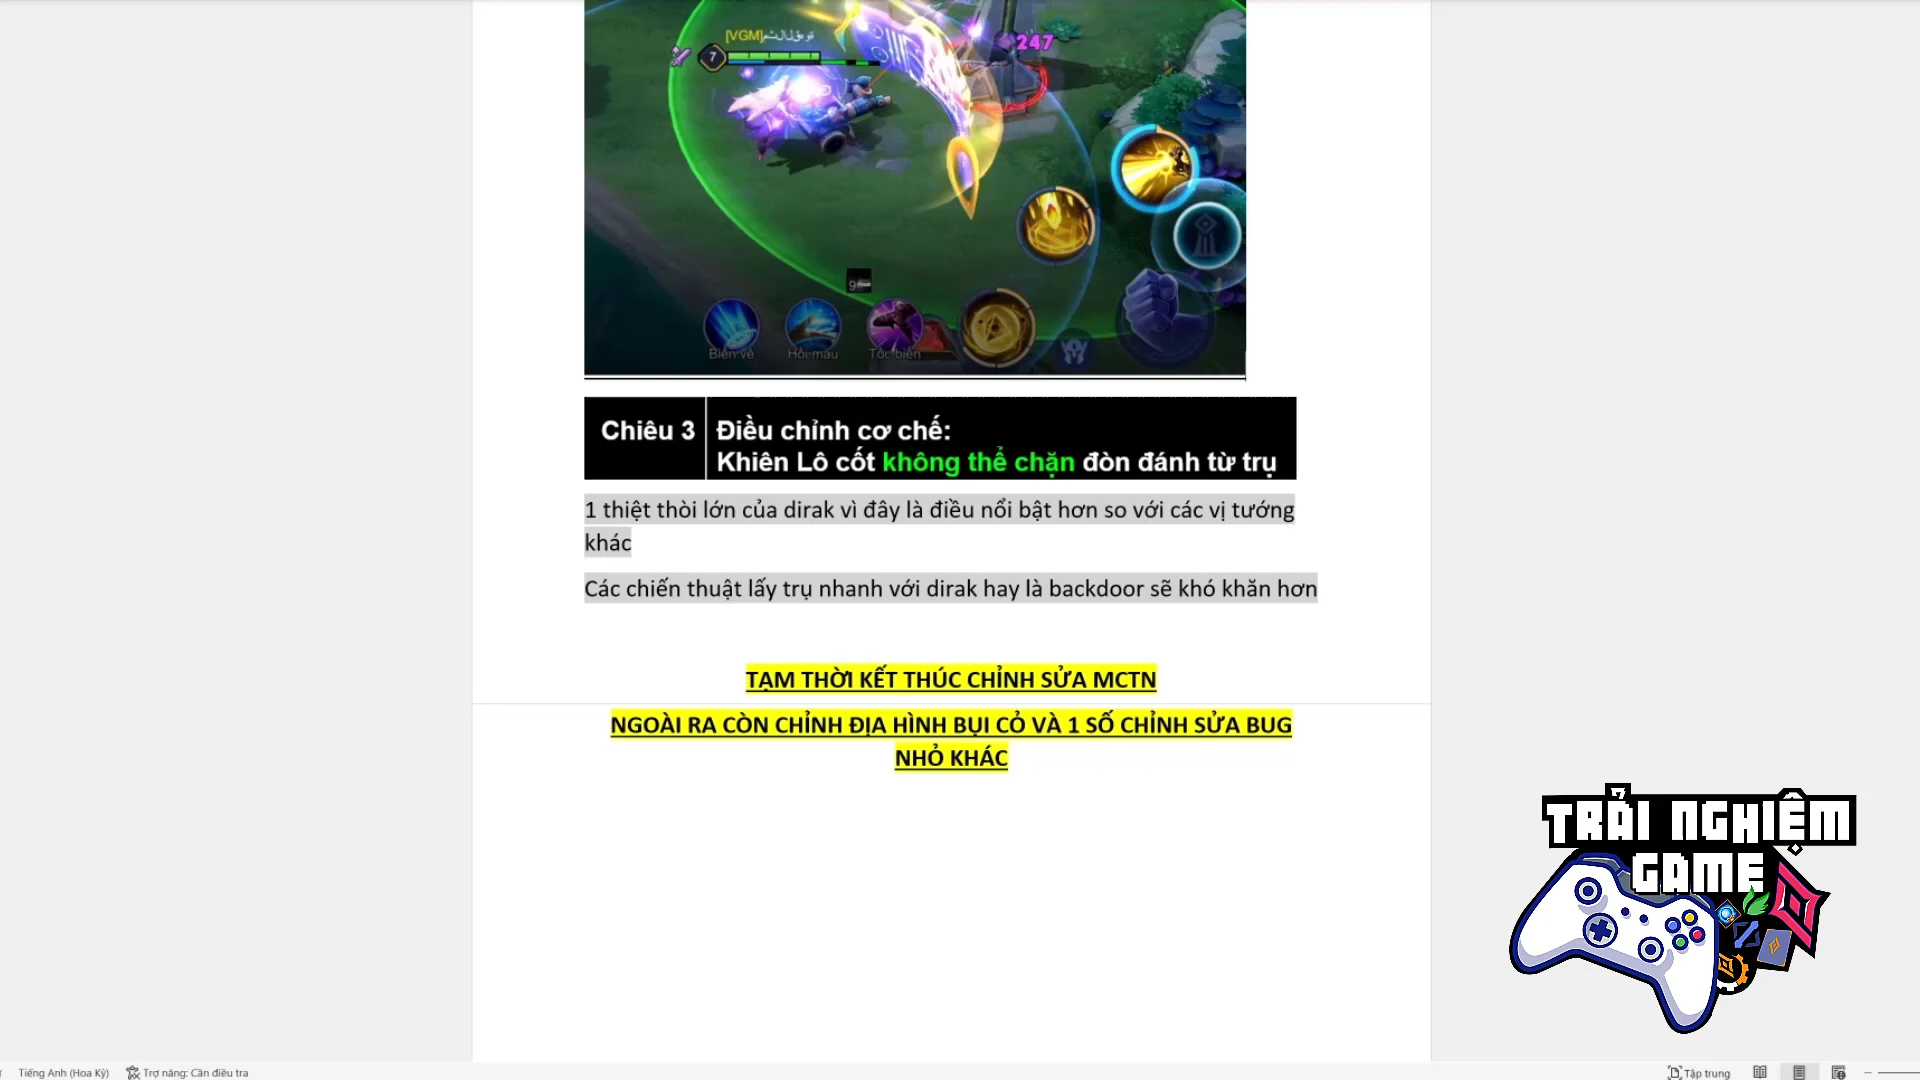 [VGM]
247
7
Biến về
Hồi máu
Tốc biến
Chiêu 3
Điều chỉnh cơ chế:
Khiên Lô cốt không thể chặn đòn đánh từ trụ
1 thiệt thòi lớn của dirak vì đây là điều nổi bật hơn so với các vị tướng
khác
Các chiến thuật lấy trụ nhanh với dirak hay là backdoor sẽ khó khăn hơn
TẠM THỜI KẾT THÚC CHỈNH SỬA MCTN
NGOÀI RA CÒN CHỈNH ĐỊA HÌNH BỤI CỎ VÀ 1 SỐ CHỈNH SỬA BUG
NHỎ KHÁC
TRẢI NGHIỆM
GAME
Tiếng Anh (Hoa Kỳ)
Trợ năng: Cần điều tra
Tập trung